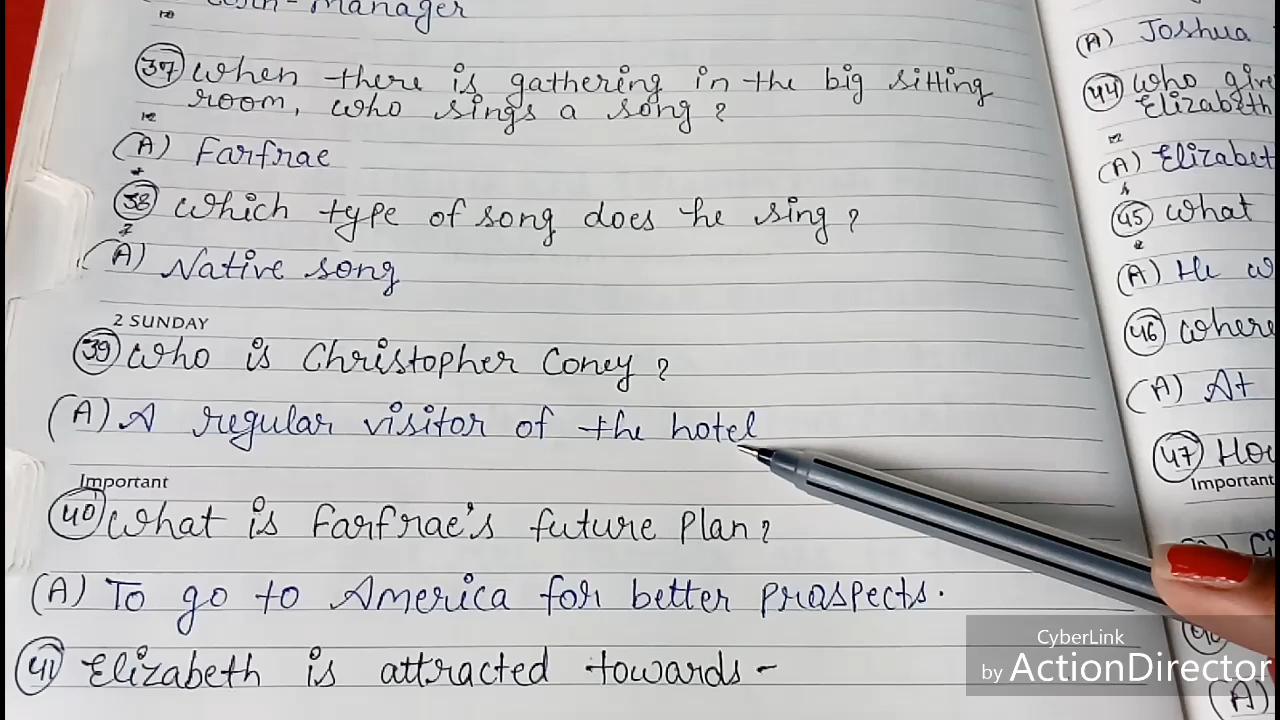 Corn-manager
37 When there is gathering in the big sitting
room, who sings a song?
(A) Farfrae
38 Which type of song does he sing?
(A) Native song
2 SUNDAY
39 Who is Christopher Coney?
(A) A regular visitor of the hotel
Important
40 What is Farfrae's future plan?
(A) To go to America for better prospects.
41 Elizabeth is attracted towards-
(A) Joshua
44 Who give
Elizabeth
(A) Elizabet
45 What
(A) He w
46 Where
(A) At
47 How
Important
(A)
CyberLink
by ActionDirector